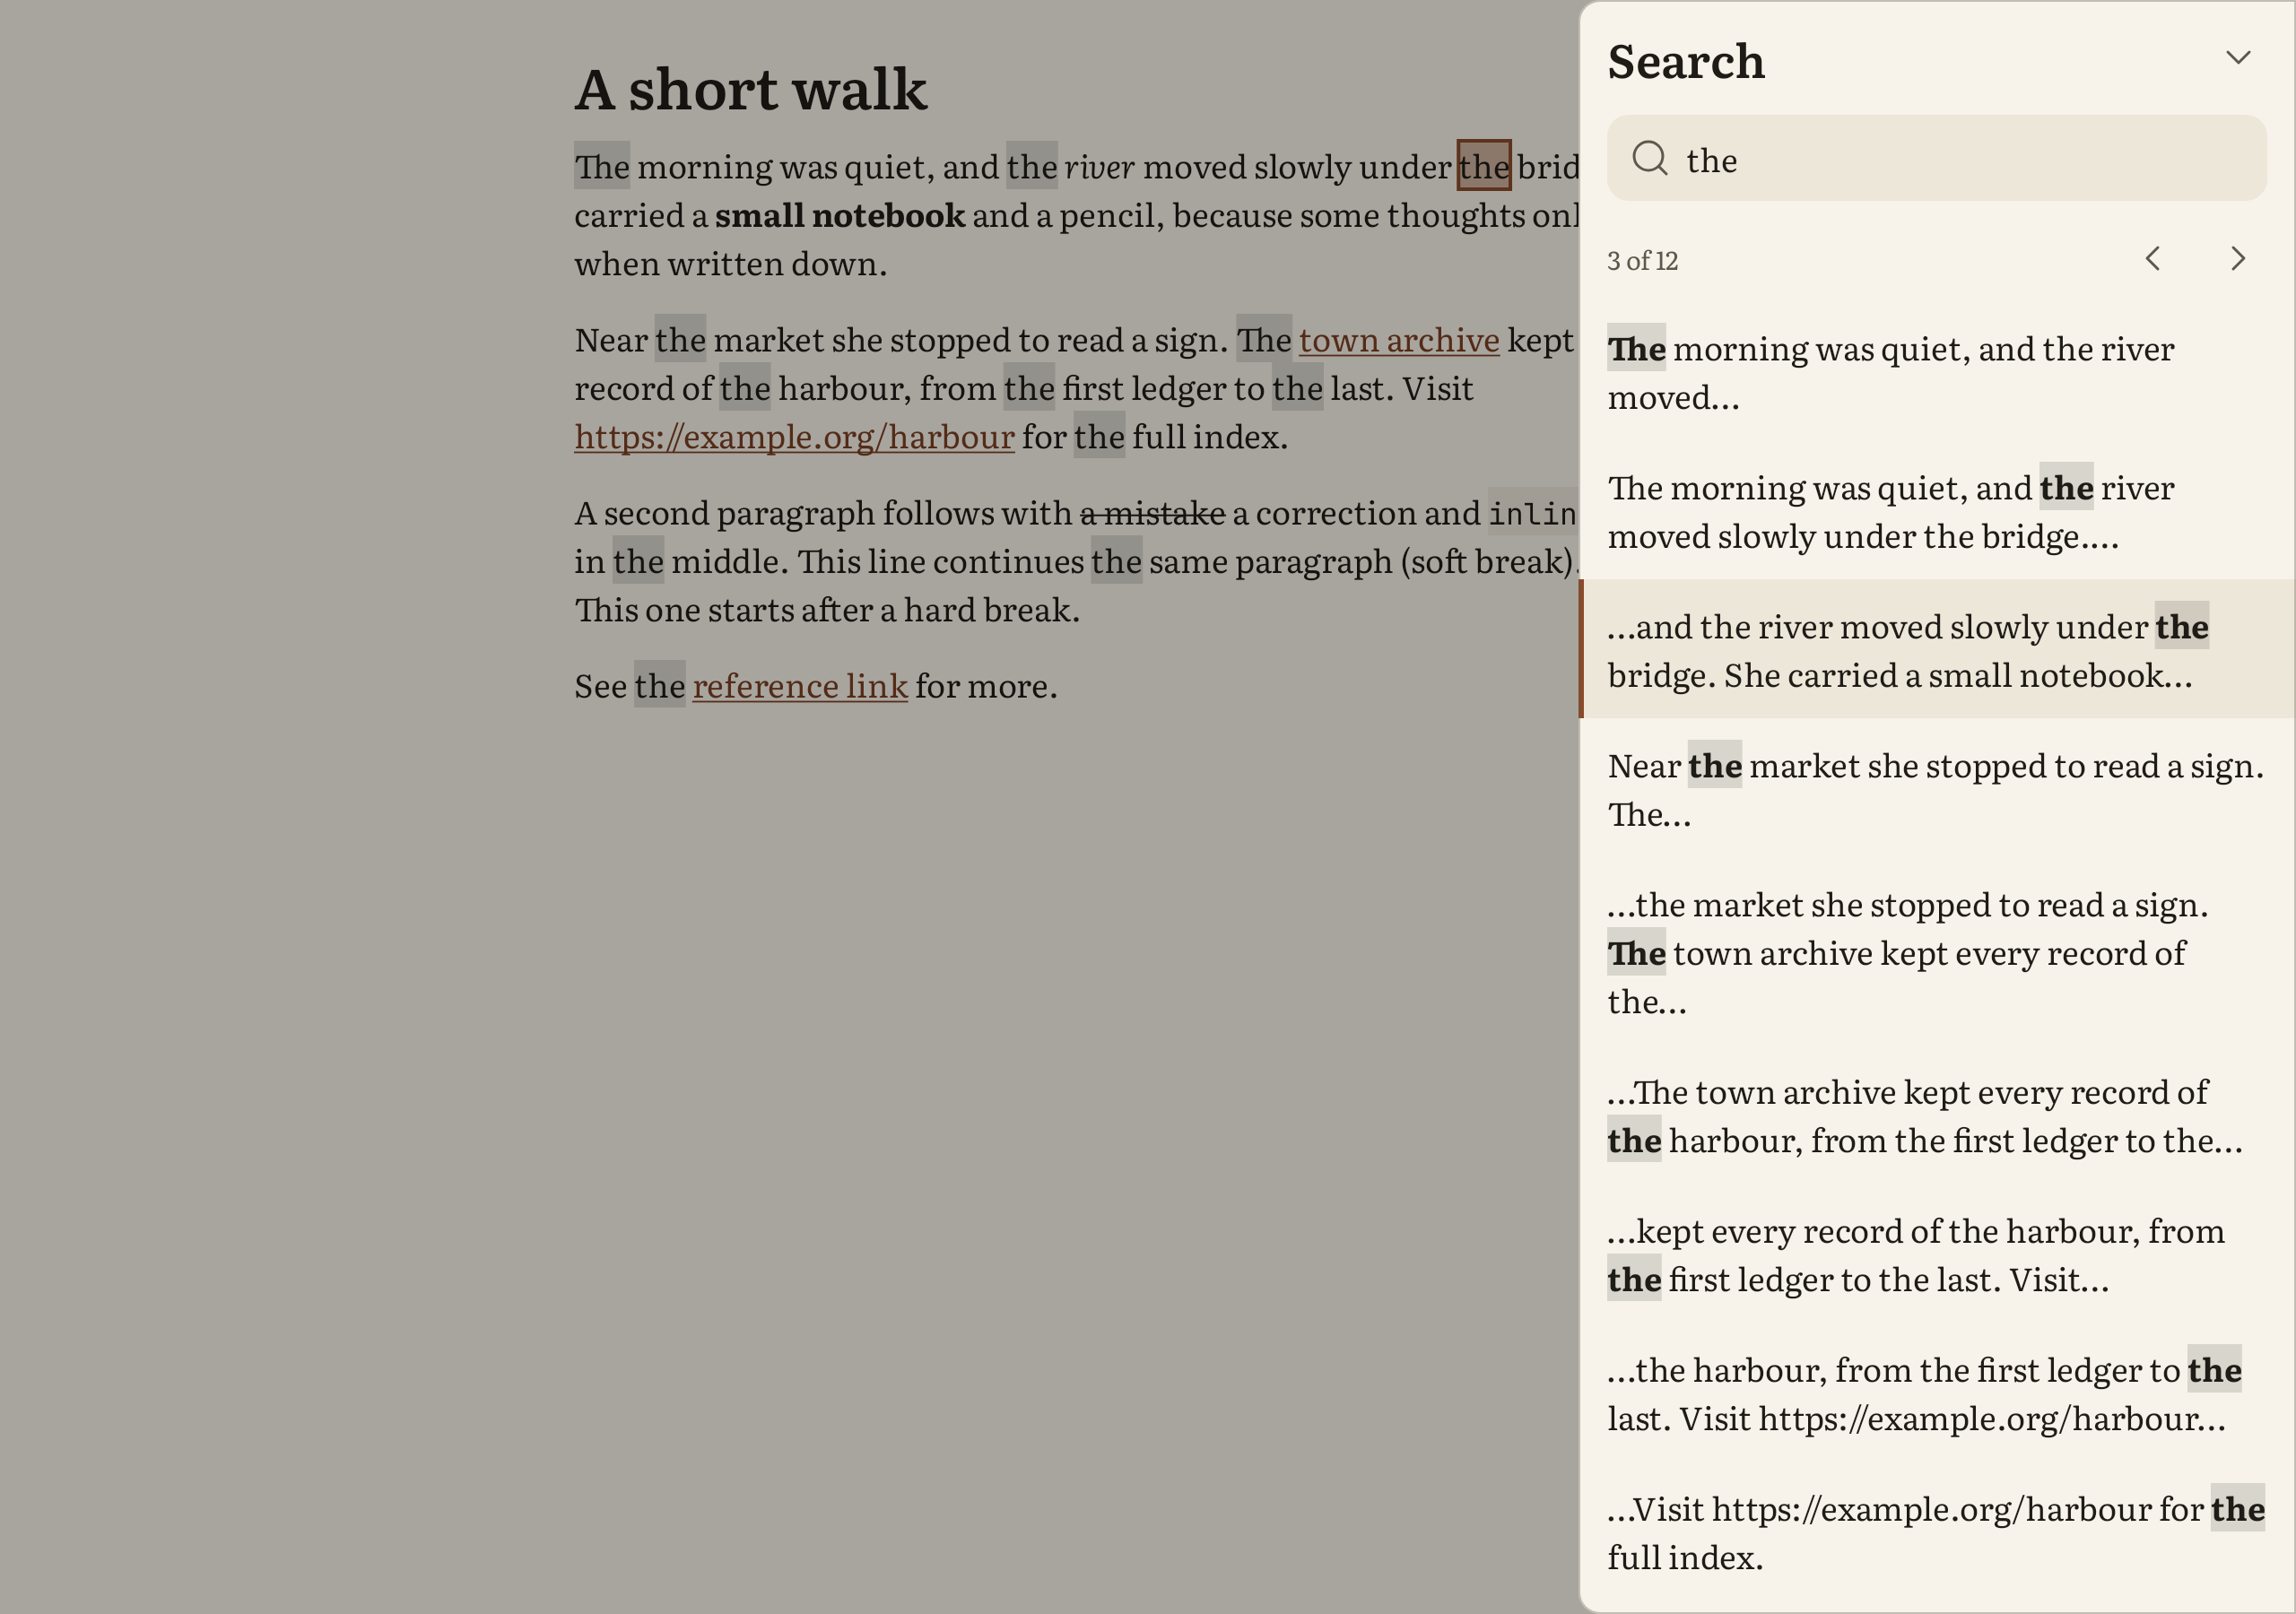 A short walk
The morning was quiet, and the river moved slowly under the
carried a small notebook and a pencil, because some thoughts
when written down.
Near the market she stopped to read a sign. The town archive kept
record of the harbour, from the first ledger to the last. Visit
https://example.org/harbour for the full index.
A second paragraph follows with a mistake a correction and
in the middle. This line continues the same paragraph (soft break).
This one starts after a hard break.
See the reference link for more.
Search
the
3 of 12
The morning was quiet, and the river
moved...
The morning was quiet, and the river
moved slowly under the bridge....
...and the river moved slowly under the
bridge. She carried a small notebook...
Near the market she stopped to read a sign.
The...
...the market she stopped to read a sign.
The town archive kept every record of
the...
...The town archive kept every record of
the harbour, from the first ledger to the...
...kept every record of the harbour, from
the first ledger to the last. Visit...
...the harbour, from the first ledger to the
last. Visit https://example.org/harbour...
...Visit https://example.org/harbour for the
full index.